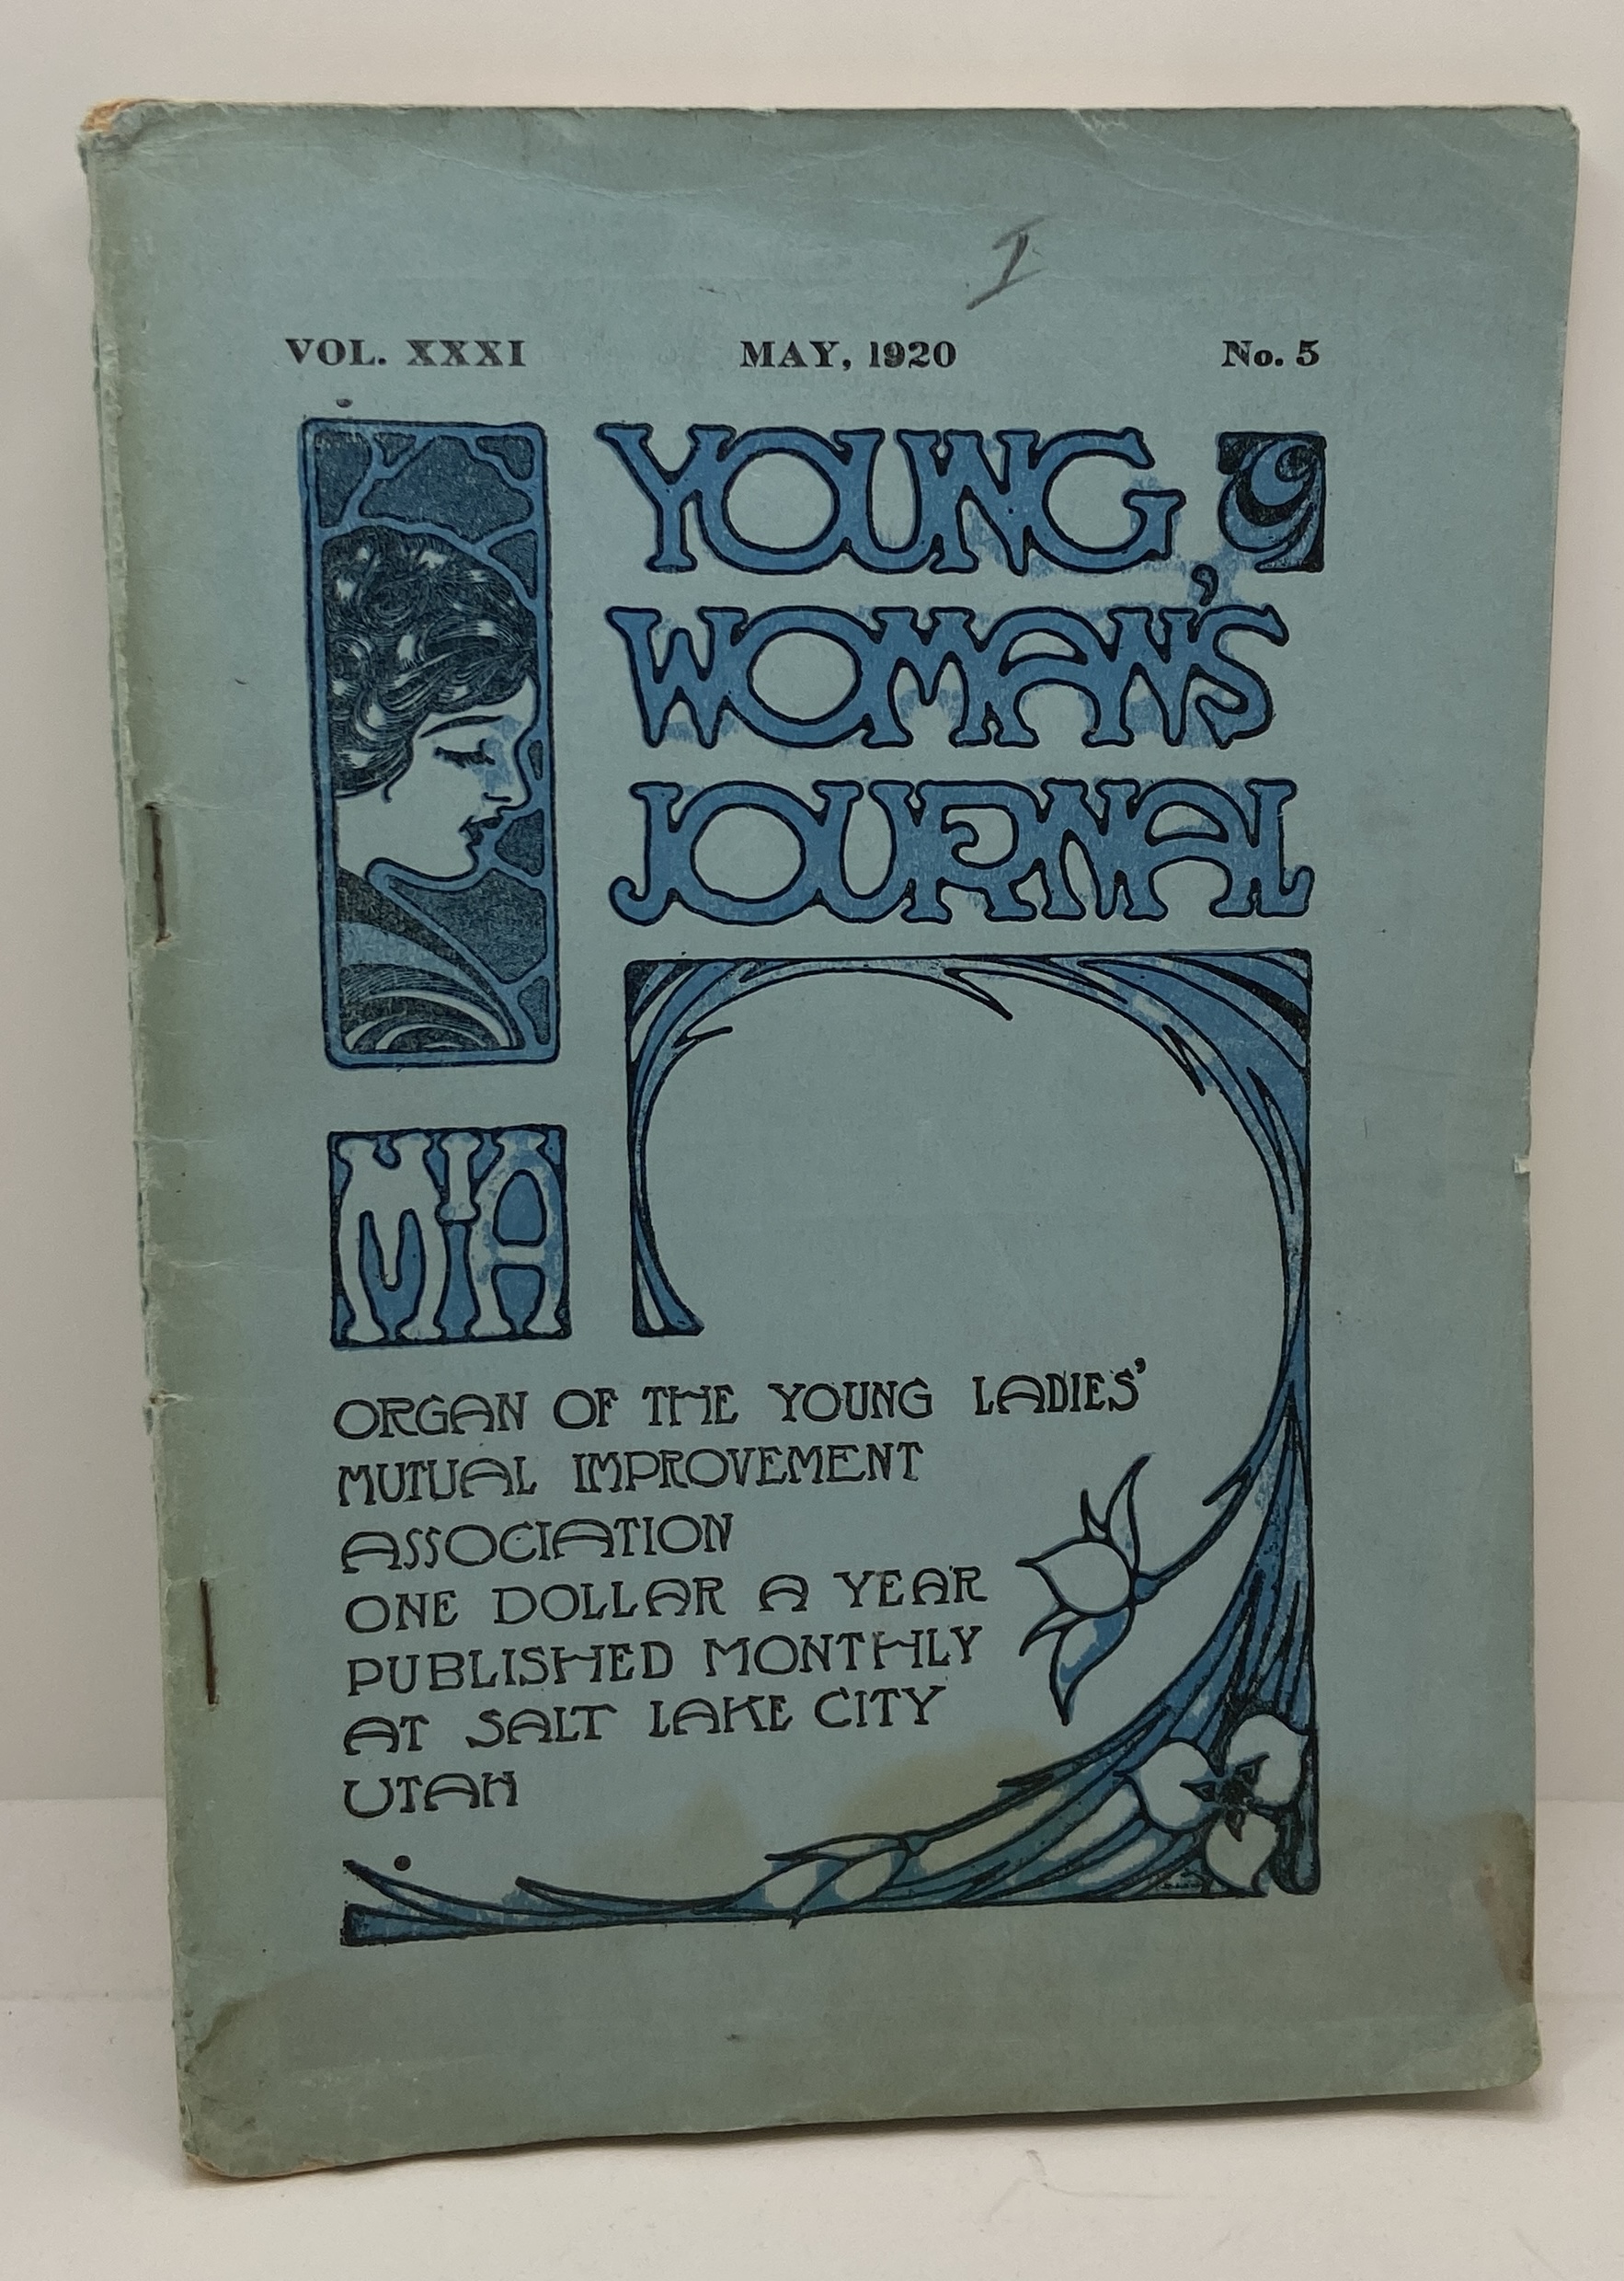 I
VOL. XXXI MAY, 1920 No. 5
YOUNG
WOMAN'S
JOURNAL
MIA
ORGAN OF THE YOUNG LADIES'
MUTUAL IMPROVEMENT
ASSOCIATION
ONE DOLLAR A YEAR
PUBLISHED MONTHLY
AT SALT LAKE CITY
UTAH